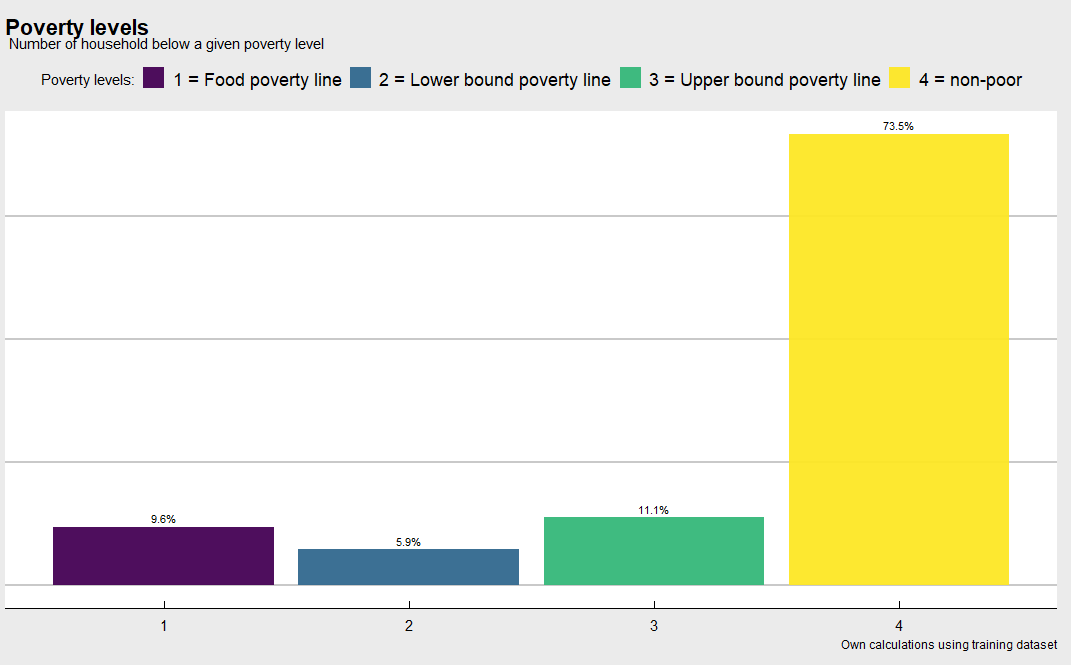 Poverty levels
Number of household below a given poverty level
Poverty levels: 1 = Food poverty line 2 = Lower bound poverty line 3 = Upper bound poverty line 4 = non-poor
73.5%
9.6%
5.9%
11.1%
1 2 3 4
Own calculations using training dataset